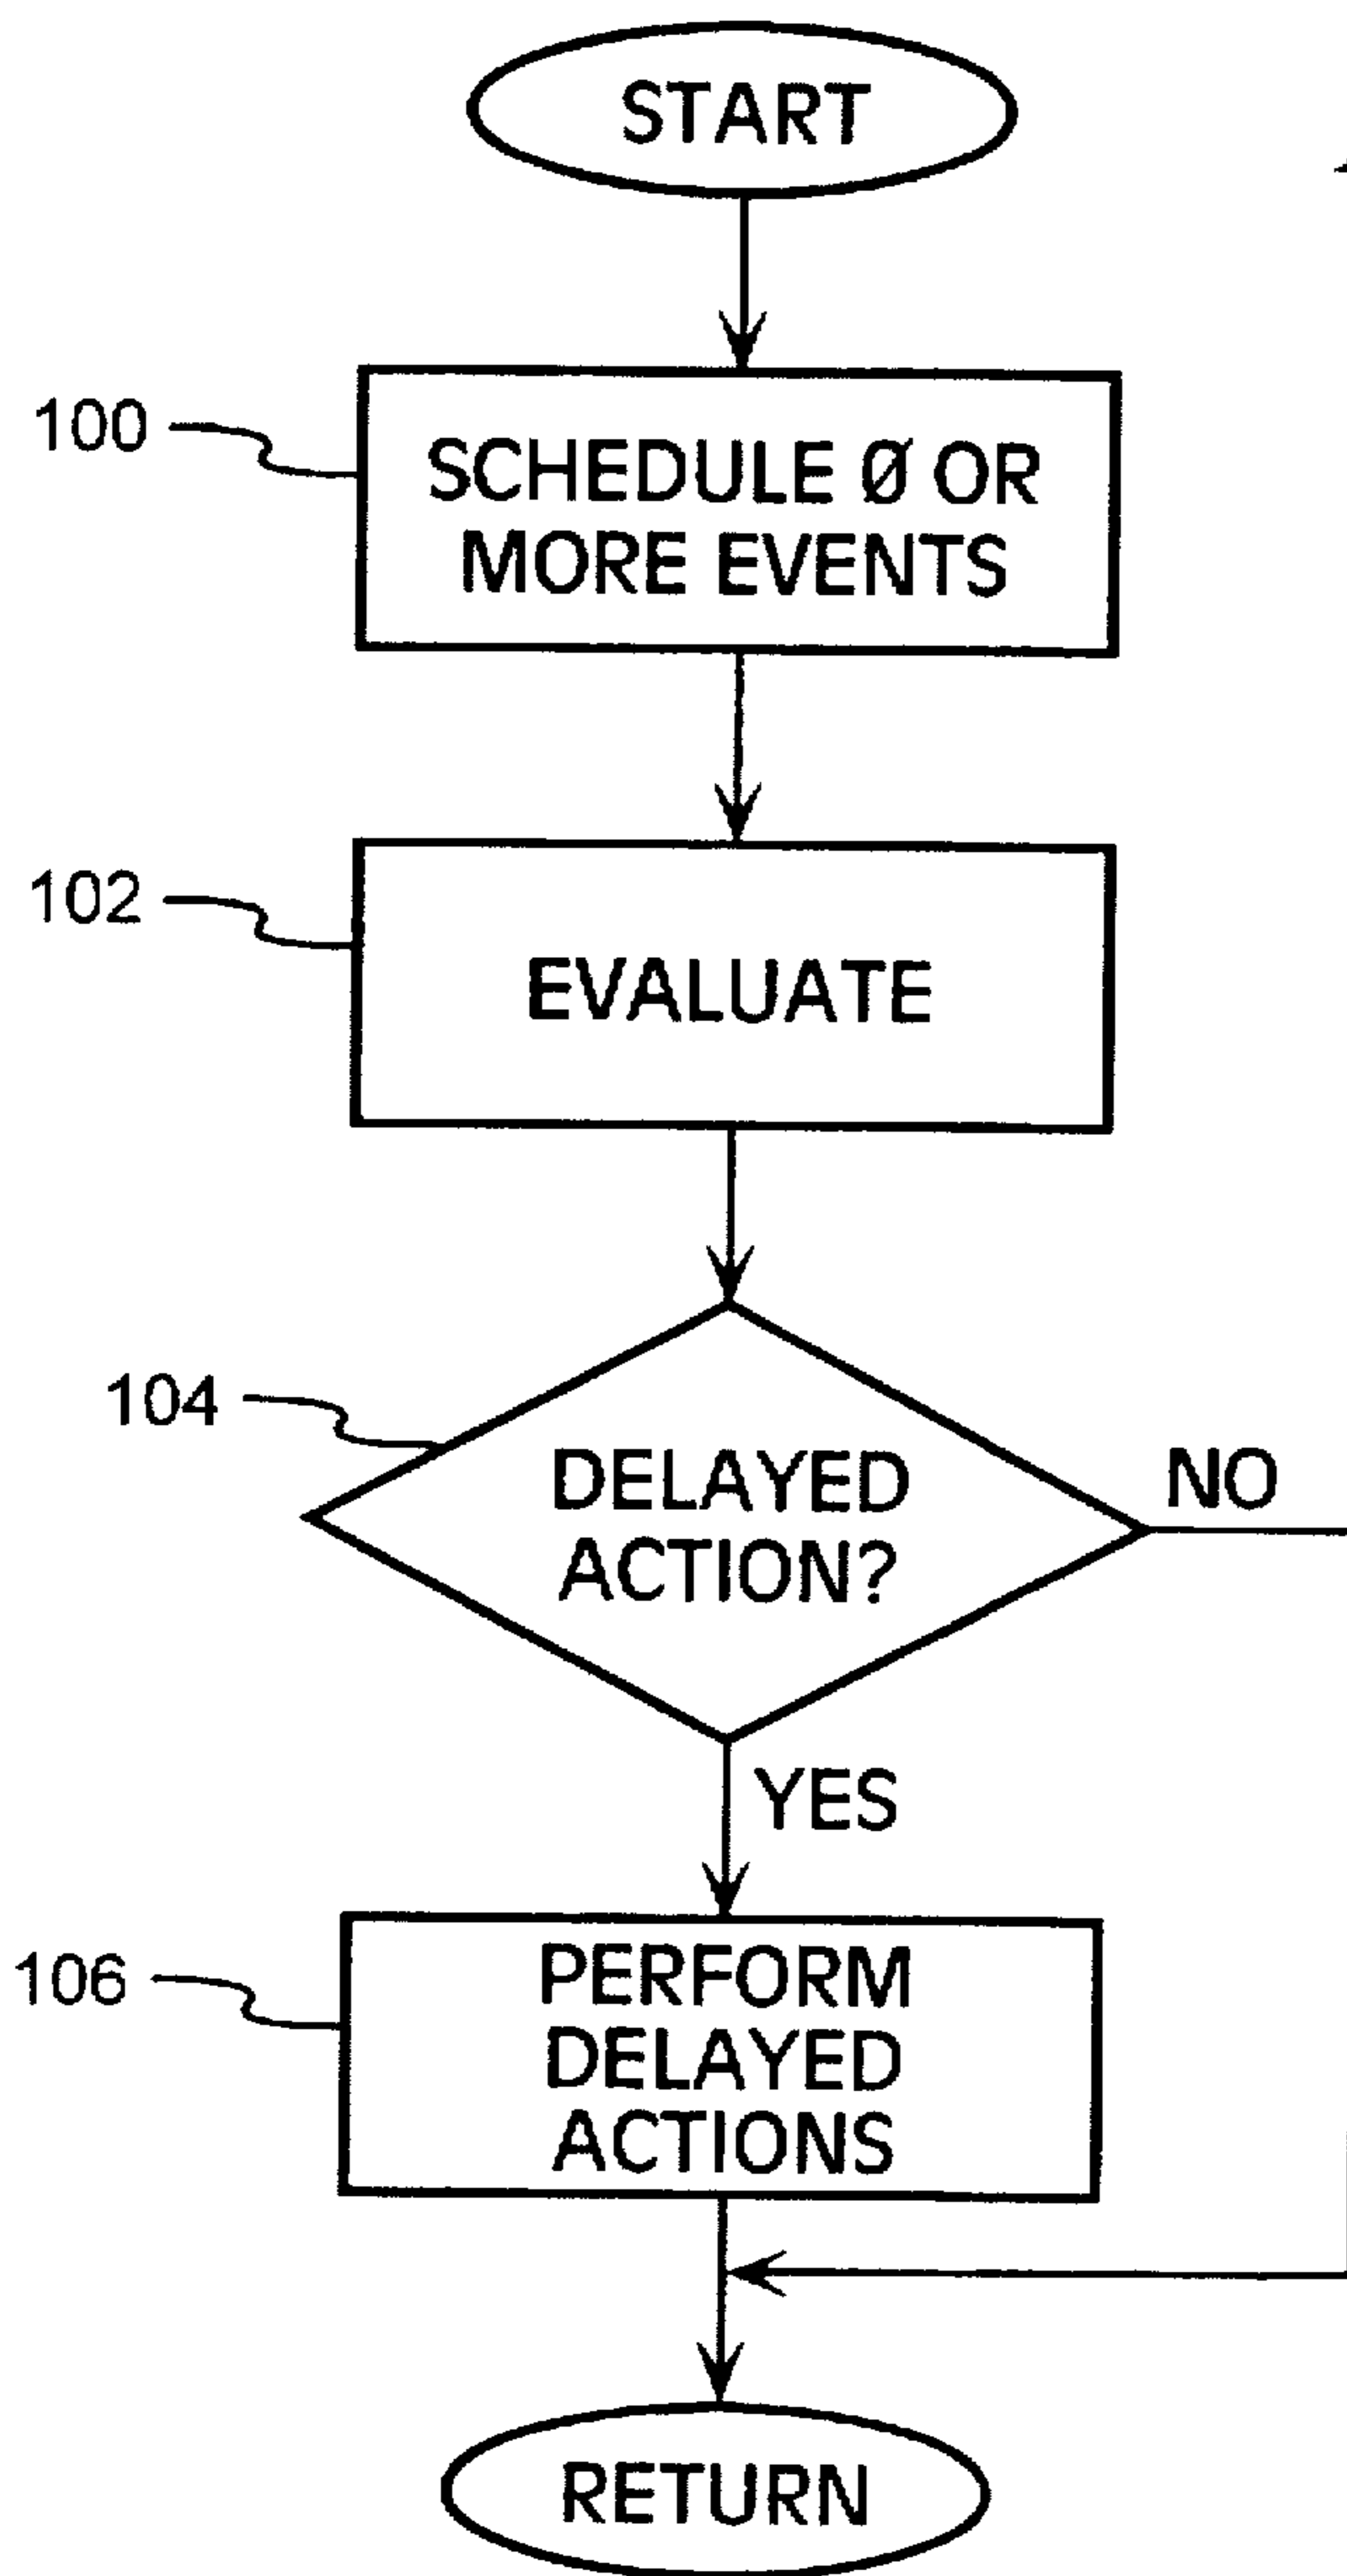 START
100
SCHEDULE Ø OR
MORE EVENTS
102
EVALUATE
104
DELAYED
ACTION?
NO
YES
106
PERFORM
DELAYED
ACTIONS
RETURN